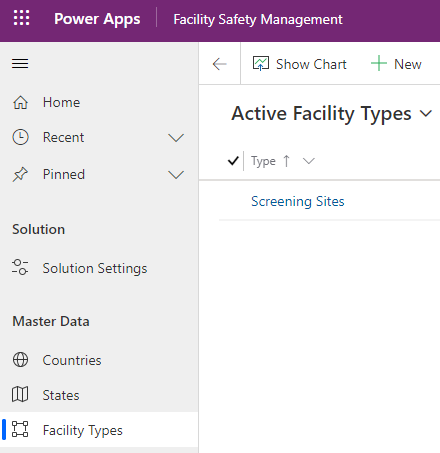 Power Apps Facility Safety Management
Show Chart New
Home
Recent
Pinned
Solution
Solution Settings
Master Data
Countries
States
Facility Types
Active Facility Types
Type
Screening Sites